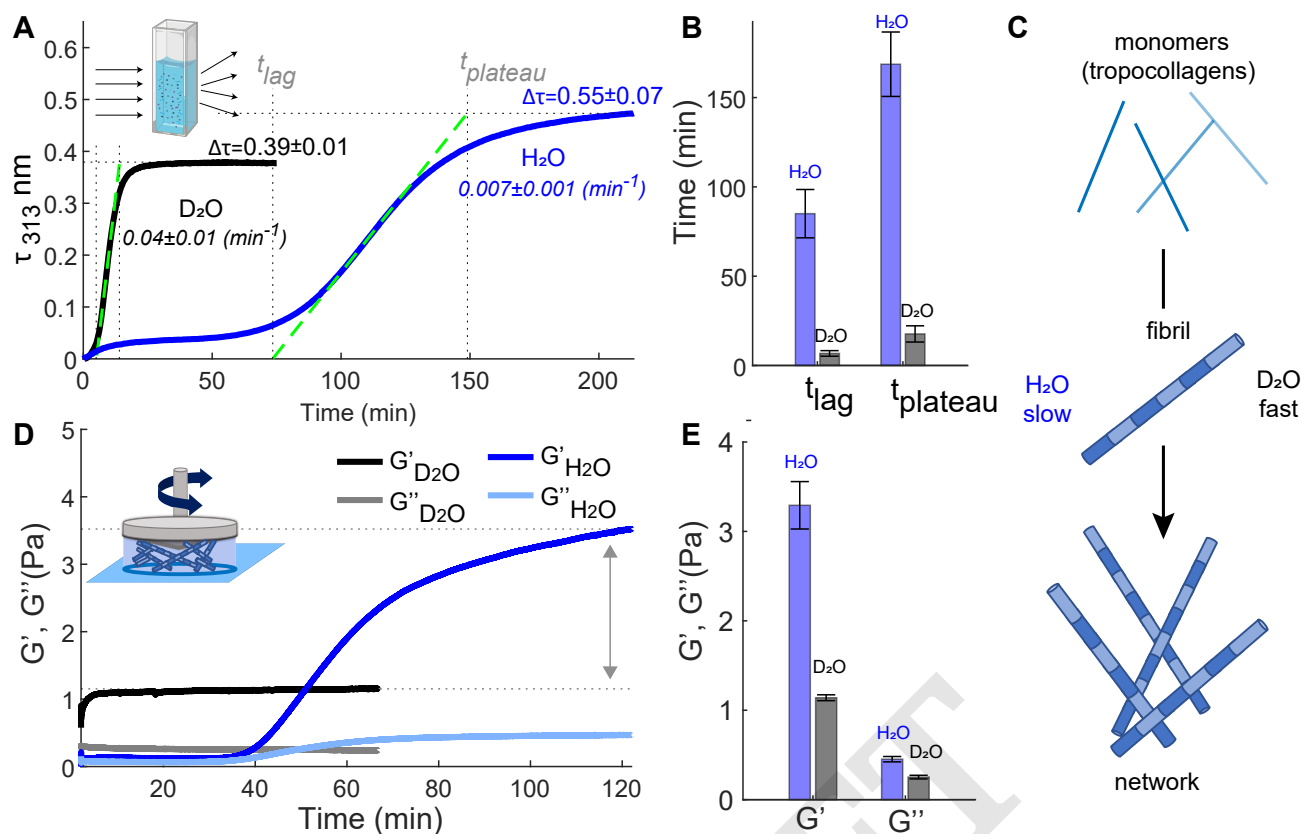 A
0.6
0.5
0.4
0.3
0.2
0.1
0
τ 313 nm
t_lag
t_plateau
Δτ=0.55±0.07
Δτ=0.39±0.01
H₂O
0.007±0.001 (min⁻¹)
D₂O
0.04±0.01 (min⁻¹)
0 50 100 150 200
Time (min)
B
Time (min)
150
100
50
0
H₂O
D₂O
H₂O
D₂O
t_lag t_plateau
C
monomers
(tropocollagens)
fibril
H₂O
slow
D₂O
fast
network
D
G', G''(Pa)
5
4
3
2
1
0
G'D₂O G'H₂O
G''D₂O G''H₂O
20 40 60 80 100 120
Time (min)
E
G', G''(Pa)
4
3
2
1
0
H₂O
D₂O
H₂O
D₂O
G' G''